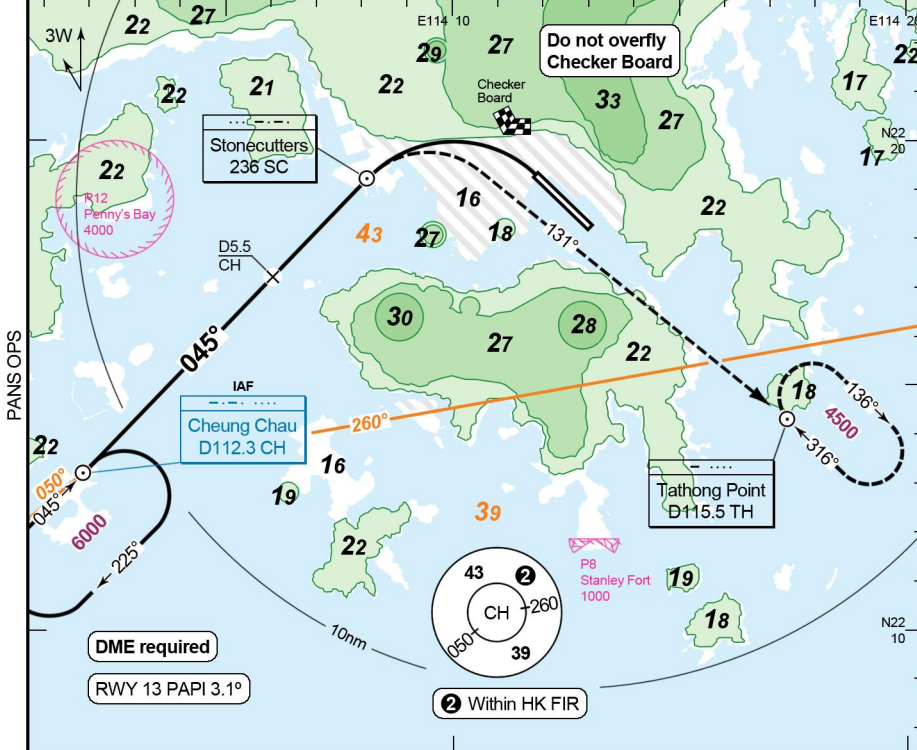 22
27
E114 10
E114 2
3W
29
27
Do not overfly
Checker Board
22
22
21
22
Checker
Board
33
27
17
N22
20
17
Stonecutters
236 SC
22
R12
Penny's Bay
4000
16
22
43
27
18
131°
D5.5
CH
30
28
27
22
045°
PANS OPS
IAF
Cheung Chau
D112.3 CH
260°
18
136°
4500
316°
22
050°
045°
16
19
6000
225°
39
Tathong Point
D115.5 TH
22
43
2
CH
260
050
39
P8
Stanley Fort
1000
19
18
N22
10
10nm
DME required
RWY 13 PAPI 3.1º
2 Within HK FIR